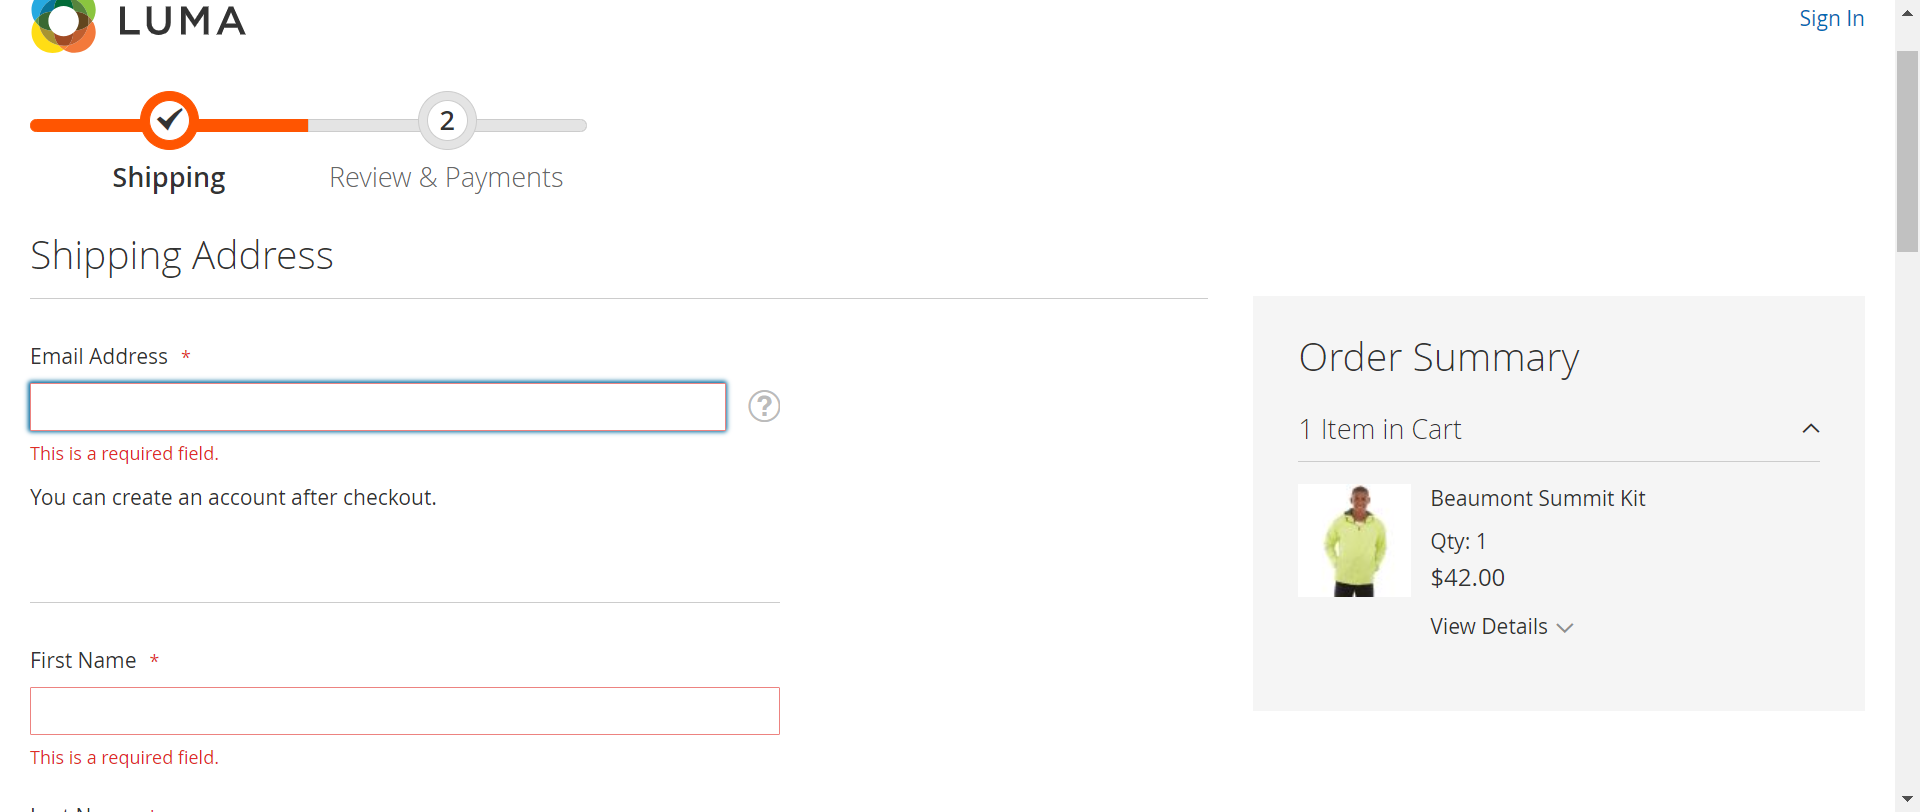 LUMA
Sign In
2
Shipping
Review & Payments
Shipping Address
Email Address *
?
This is a required field.
You can create an account after checkout.
First Name *
This is a required field.
Order Summary
1 Item in Cart
Beaumont Summit Kit
Qty: 1
$42.00
View Details